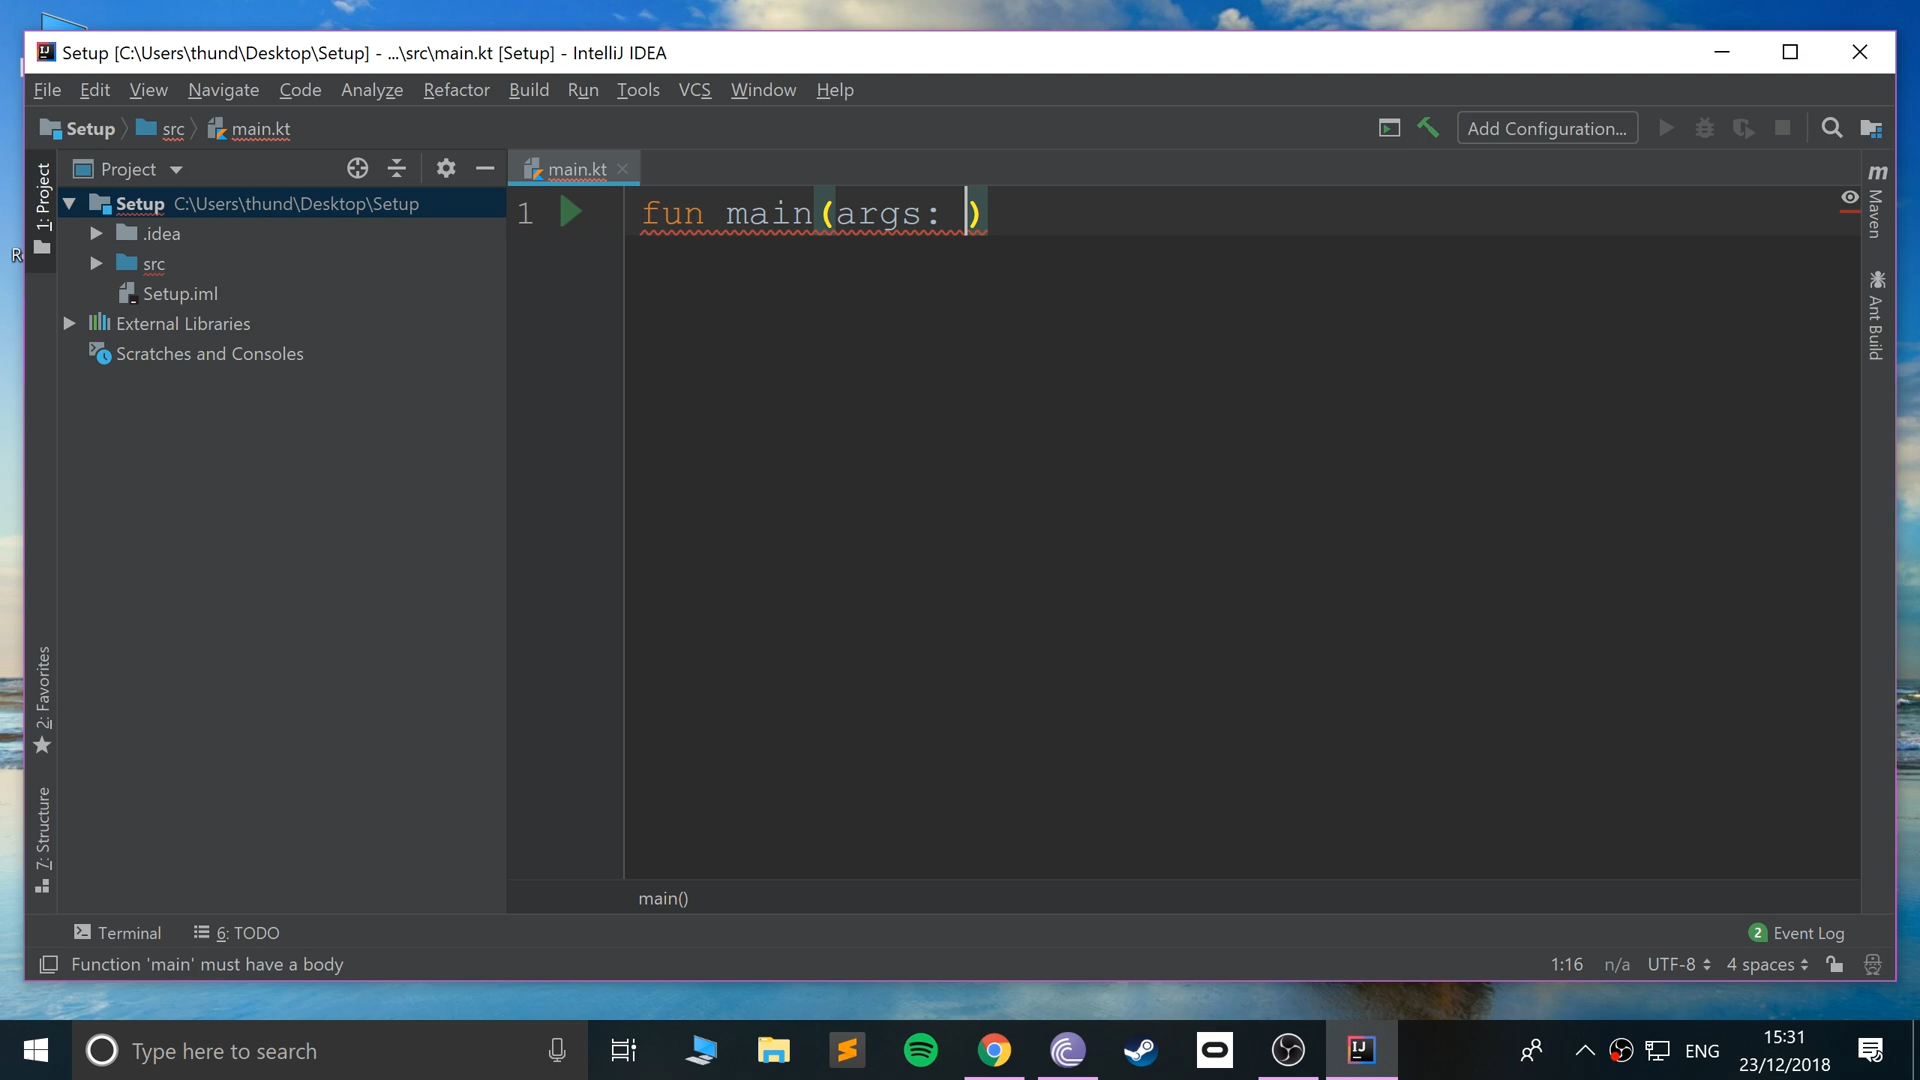 Setup [C:\Users\thund\Desktop\Setup] - ...\src\main.kt [Setup] - IntelliJ IDEA
File Edit View Navigate Code Analyze Refactor Build Run Tools VCS Window Help
Setup src main.kt
Add Configuration...
1: Project
Project
main.kt
Setup C:\Users\thund\Desktop\Setup
.idea
src
Setup.iml
External Libraries
Scratches and Consoles
1 fun main(args: )
m Maven
Ant Build
2: Favorites
7: Structure
main()
Terminal 6: TODO
2 Event Log
Function 'main' must have a body
1:16 n/a UTF-8 4 spaces
Type here to search
IJ
ENG
15:31
23/12/2018